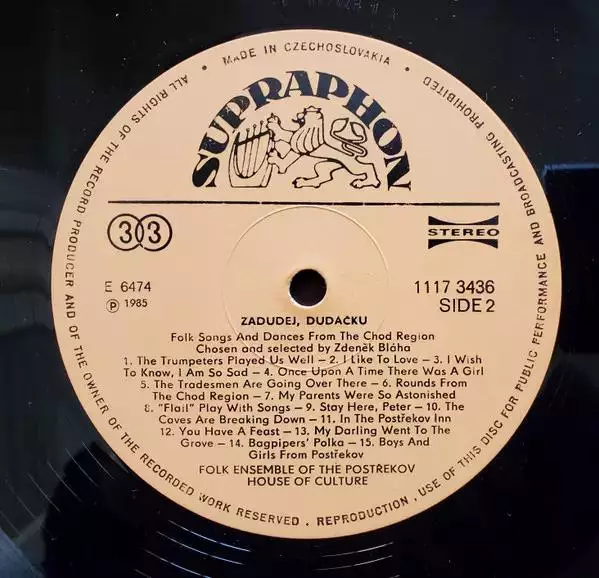 • MADE IN CZECHOSLOVAKIA •
ALL RIGHTS OF THE RECORD PRODUCER AND OF THE OWNER OF THE RECORDED WORK RESERVED . REPRODUCTION , USE OF THIS DISC FOR PUBLIC PERFORMANCE AND BROADCASTING PROHIBITED
SUPRAPHON
33
STEREO
E 6474
Ⓟ 1985
1117 3436
SIDE 2
ZADUDEJ, DUDÁČKU
Folk Songs And Dances From The Chod Region
Chosen and selected by Zdeněk Bláha
1. The Trumpeters Played Us Well – 2. I Like To Love – 3. I Wish
To Know, I Am So Sad – 4. Once Upon A Time There Was A Girl
5. The Tradesmen Are Going Over There – 6. Rounds From
The Chod Region – 7. My Parents Were So Astonished
8. "Flail" Play With Songs – 9. Stay Here, Peter – 10. The
Caves Are Breaking Down – 11. In The Postřekov Inn
12. You Have A Feast – 13. My Darling Went To The
Grove – 14. Bagpipers' Polka – 15. Boys And
Girls From Postřekov
FOLK ENSEMBLE OF THE POSTREKOV
HOUSE OF CULTURE